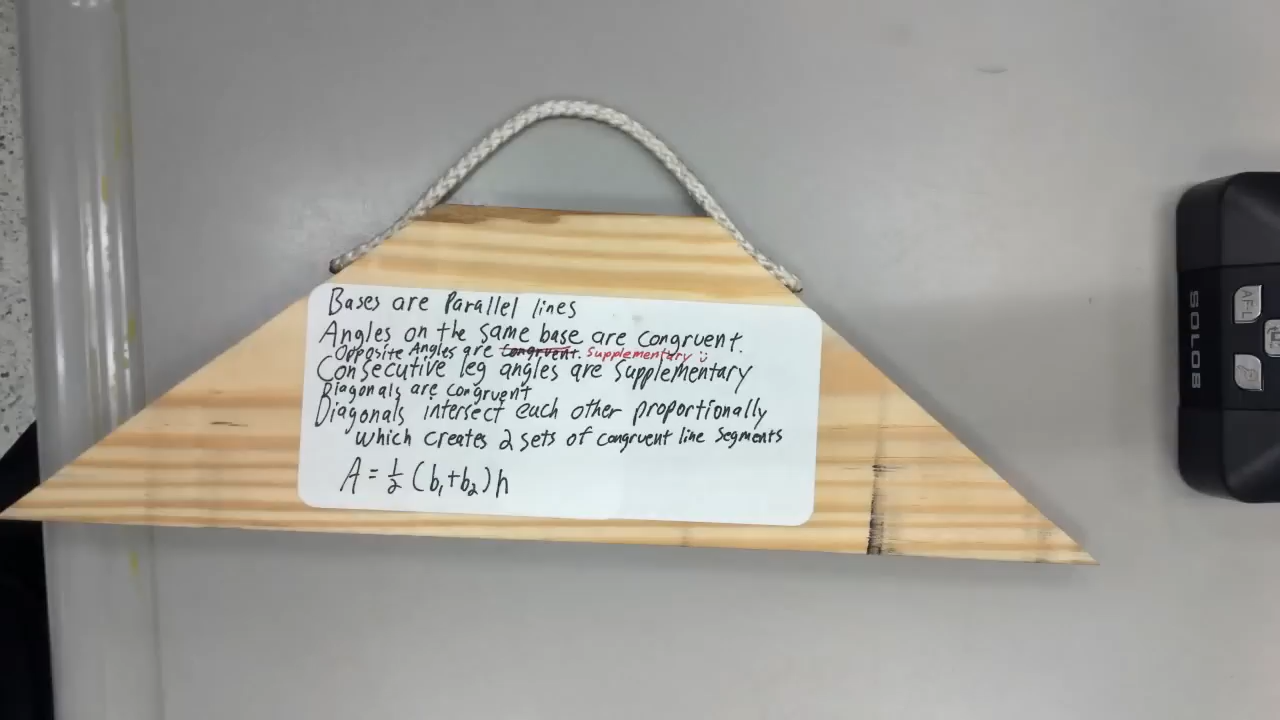 Bases are Parallel lines
Angles on the same base are congruent.
Opposite Angles are congruent. Supplementary :)
Consecutive leg angles are supplementary
Diagonals are congruent
Diagonals intersect each other proportionally
which creates 2 sets of congruent line segments
A = 1/2 (b₁+b₂)h
SOLO8
AFL